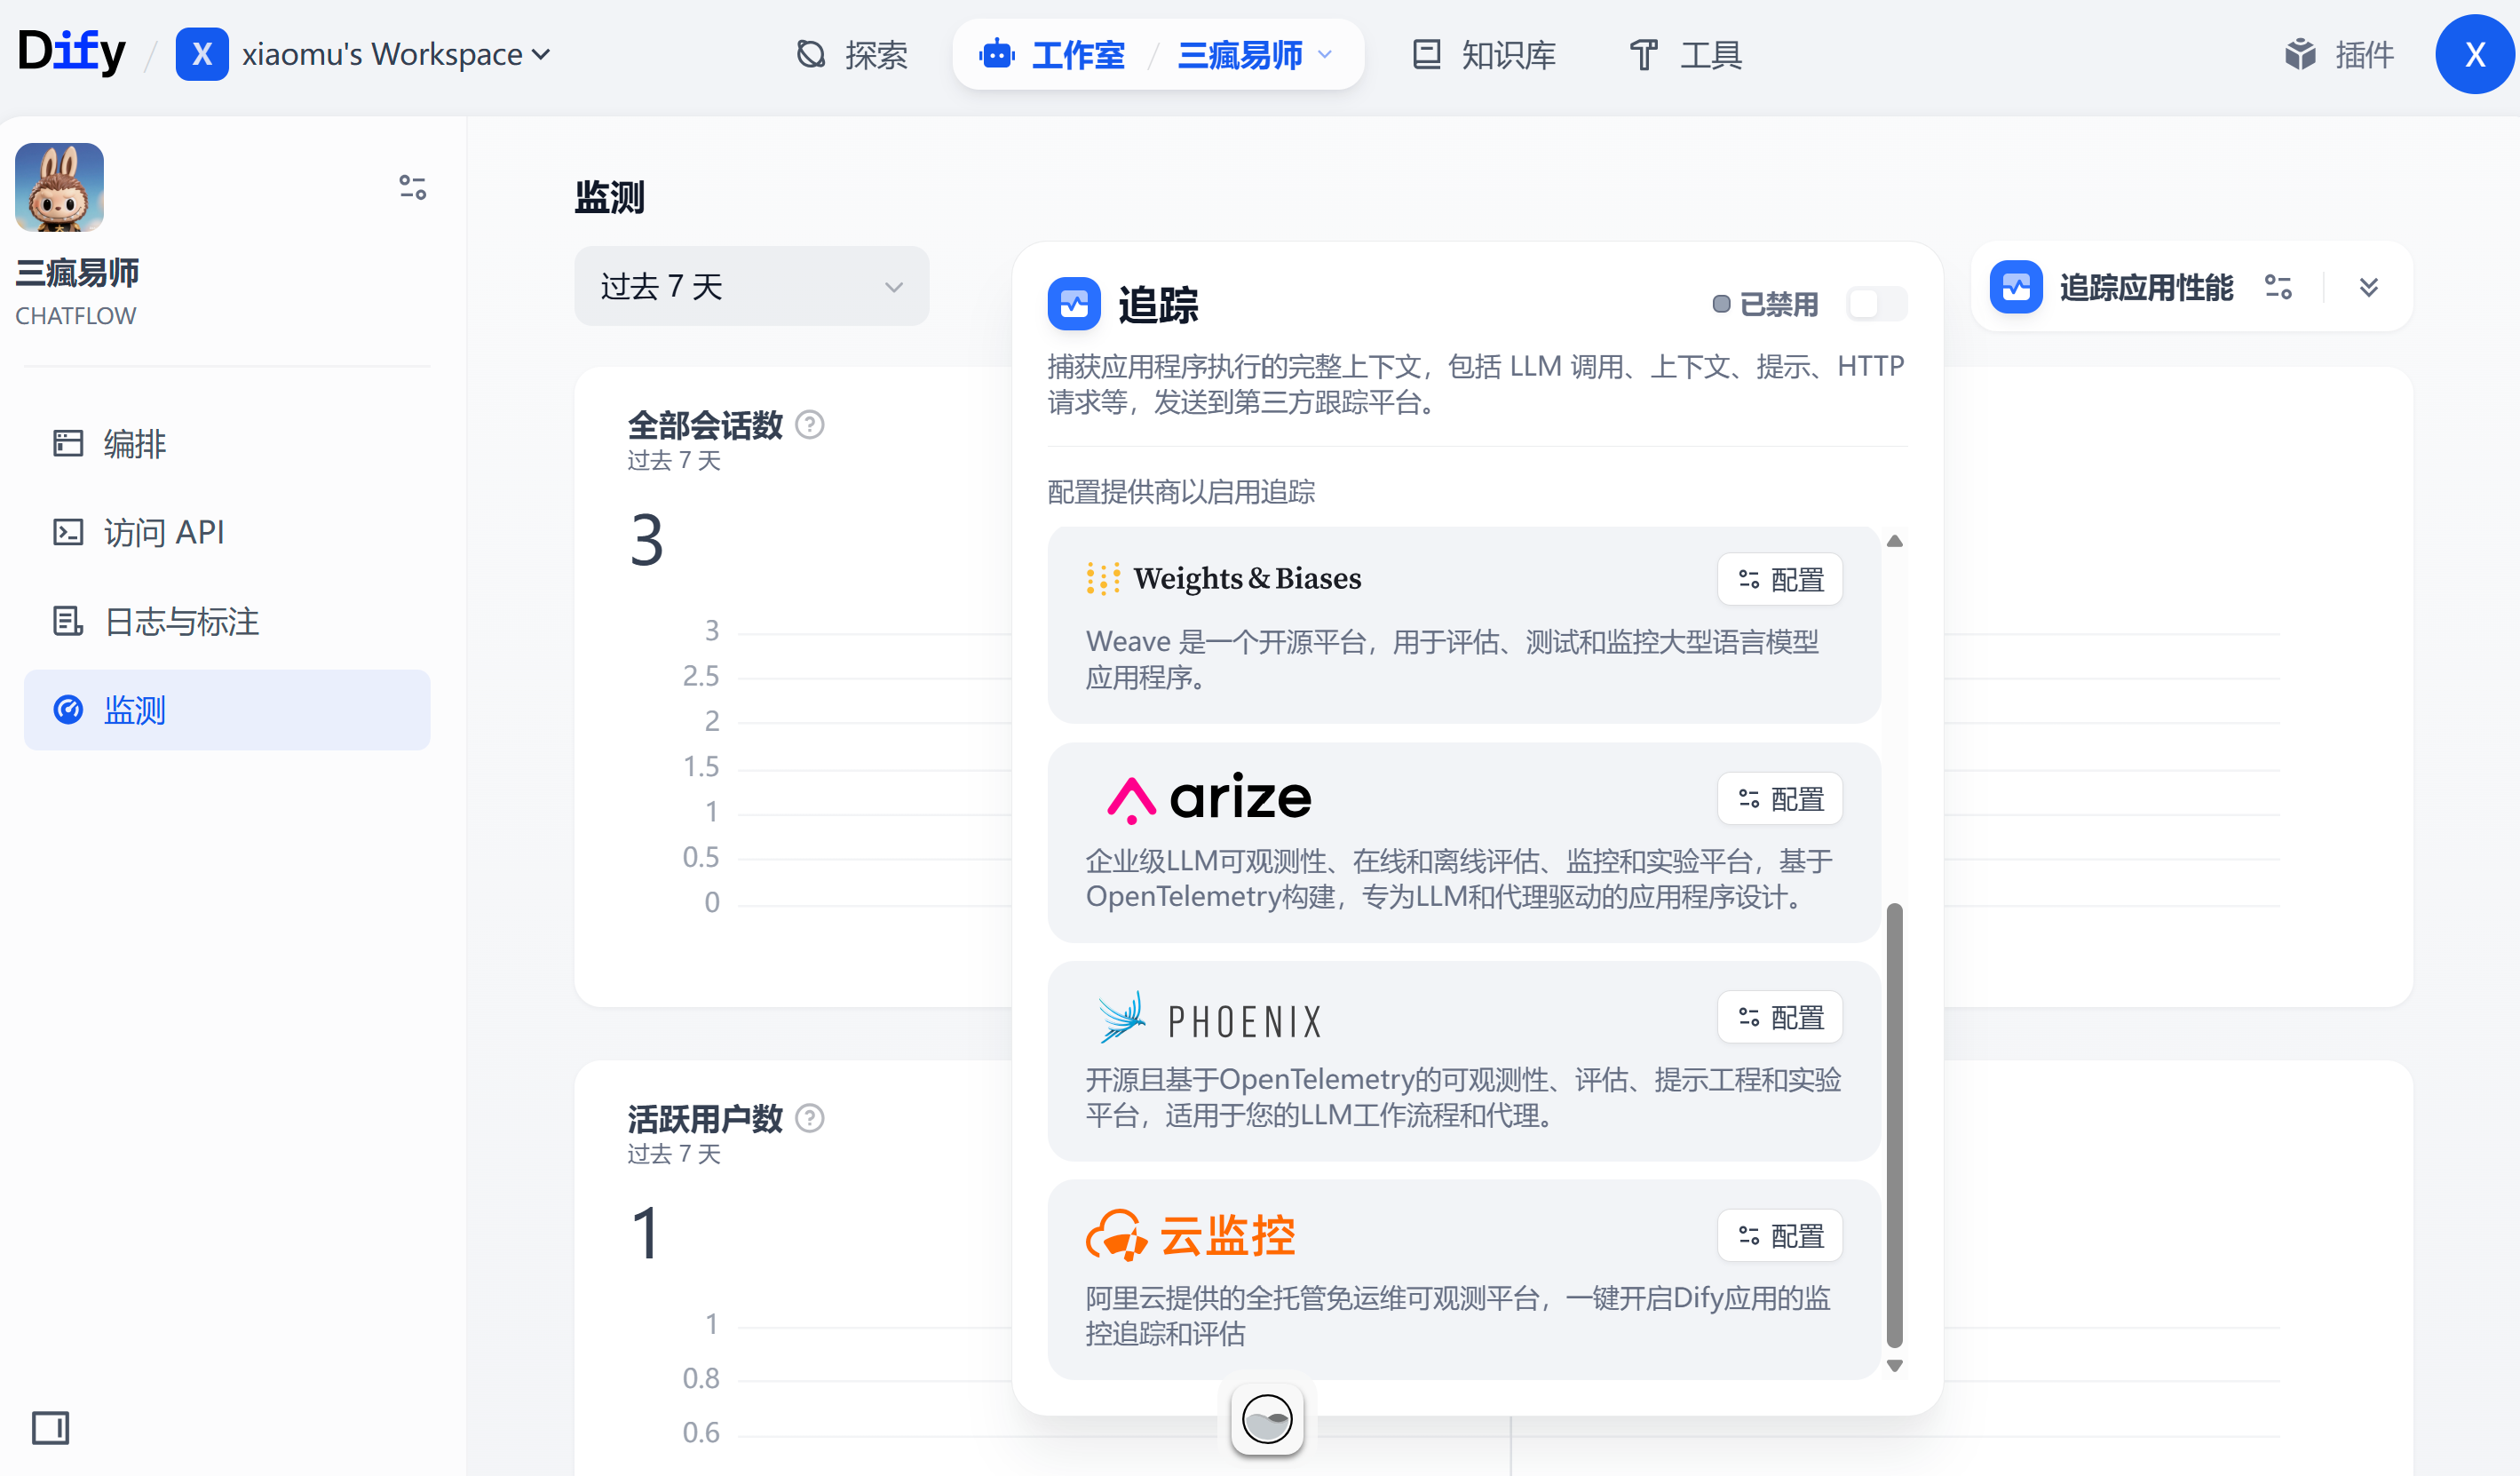 Dify / X xiaomu's Workspace
探索
工作室 / 三瘋易师
知识库
工具
插件
X
三瘋易师
CHATFLOW
编排
访问 API
日志与标注
监测
监测
过去 7 天
追踪应用性能
全部会话数
过去 7 天
3
3
2.5
2
1.5
1
0.5
0
活跃用户数
过去 7 天
1
1
0.8
0.6
追踪
已禁用
捕获应用程序执行的完整上下文，包括 LLM 调用、上下文、提示、HTTP
请求等，发送到第三方跟踪平台。
配置提供商以启用追踪
Weights & Biases
配置
Weave 是一个开源平台，用于评估、测试和监控大型语言模型
应用程序。
arize
配置
企业级LLM可观测性、在线和离线评估、监控和实验平台，基于
OpenTelemetry构建，专为LLM和代理驱动的应用程序设计。
PHOENIX
配置
开源且基于OpenTelemetry的可观测性、评估、提示工程和实验
平台，适用于您的LLM工作流程和代理。
云监控
配置
阿里云提供的全托管免运维可观测平台，一键开启Dify应用的监
控追踪和评估